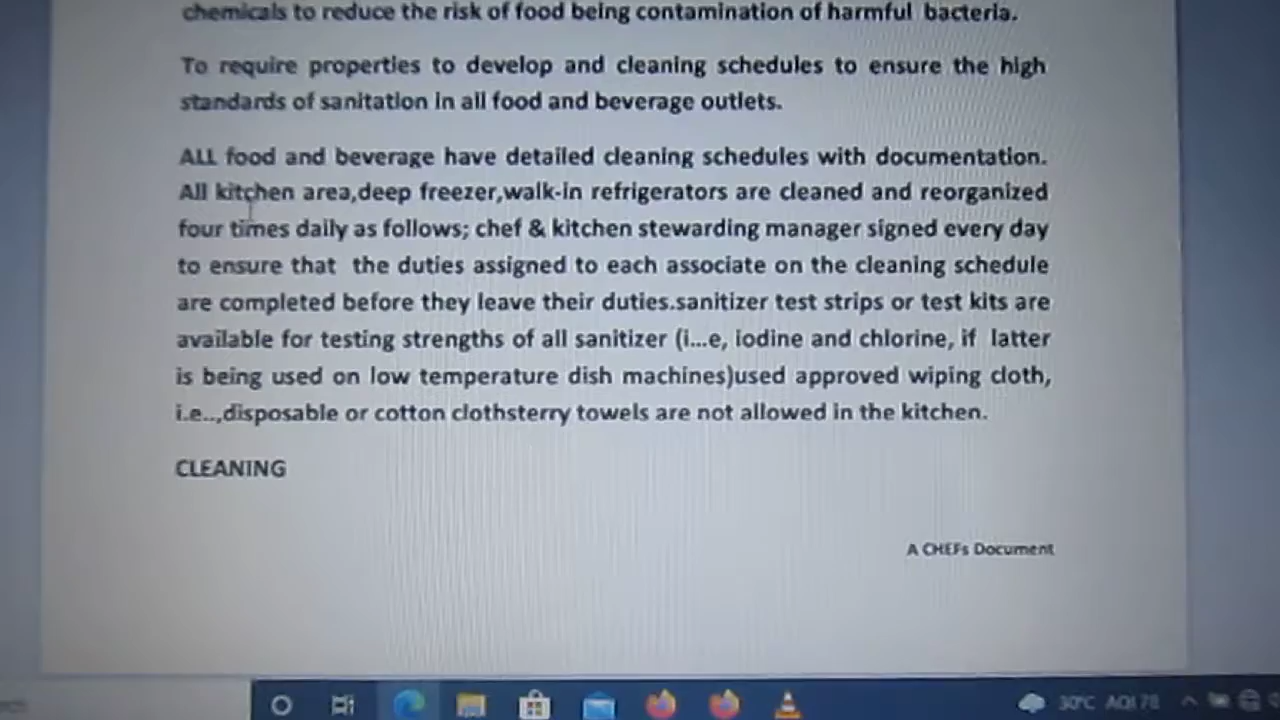 chemicals to reduce the risk of food being contamination of harmful bacteria.
To require properties to develop and cleaning schedules to ensure the high
standards of sanitation in all food and beverage outlets.
ALL food and beverage have detailed cleaning schedules with documentation.
All kitchen area,deep freezer,walk-in refrigerators are cleaned and reorganized
four times daily as follows; chef & kitchen stewarding manager signed every day
to ensure that the duties assigned to each associate on the cleaning schedule
are completed before they leave their duties.sanitizer test strips or test kits are
available for testing strengths of all sanitizer (i...e, iodine and chlorine, if latter
is being used on low temperature dish machines)used approved wiping cloth,
i.e..,disposable or cotton clothsterry towels are not allowed in the kitchen.
CLEANING
A CHEFs Document
30°C AQI 78